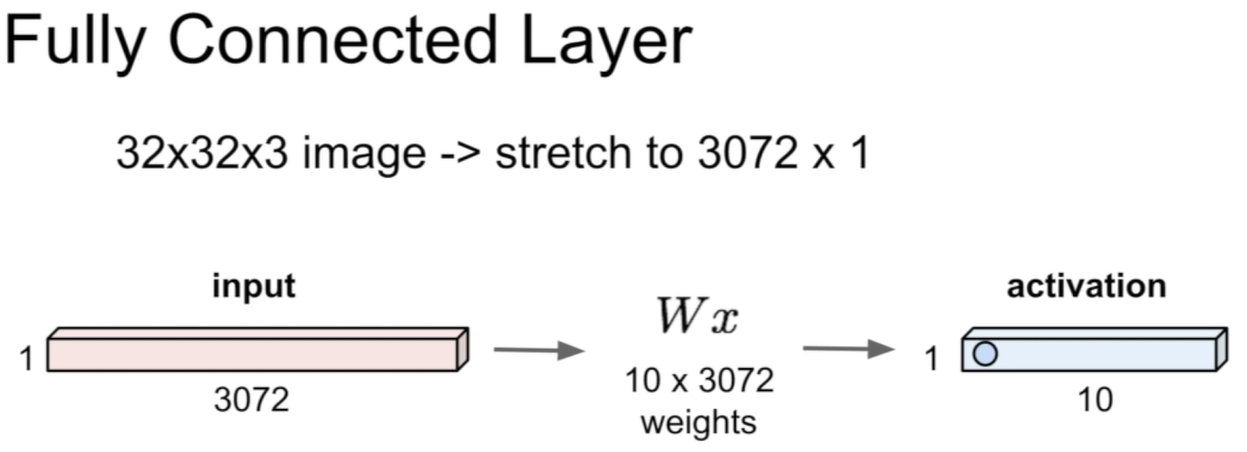 Fully Connected Layer
32x32x3 image -> stretch to 3072 x 1
input
1
3072
Wx
10 x 3072
weights
activation
1
10